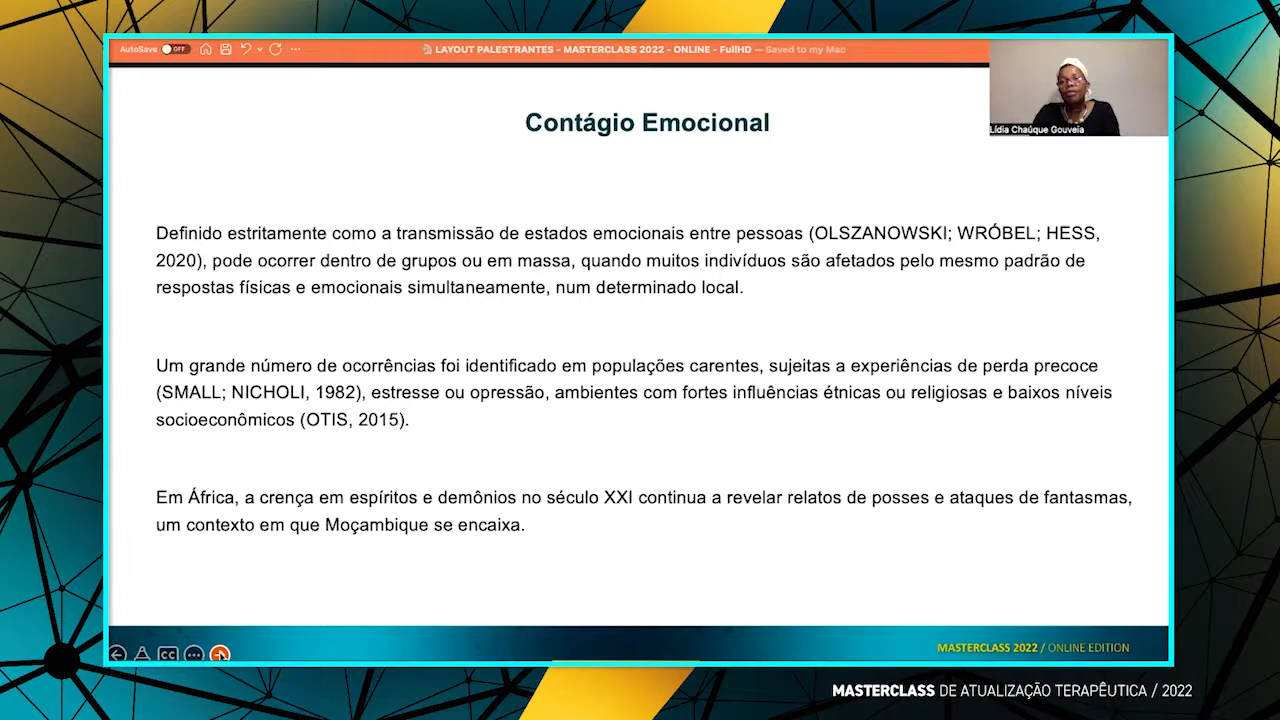 AutoSave OFF
LAYOUT PALESTRANTES - MASTERCLASS 2022 - ONLINE - FullHD — Saved to my Mac
Lídia Chaúque Gouveia
Contágio Emocional
Definido estritamente como a transmissão de estados emocionais entre pessoas (OLSZANOWSKI; WRÓBEL; HESS,
2020), pode ocorrer dentro de grupos ou em massa, quando muitos indivíduos são afetados pelo mesmo padrão de
respostas físicas e emocionais simultaneamente, num determinado local.
Um grande número de ocorrências foi identificado em populações carentes, sujeitas a experiências de perda precoce
(SMALL; NICHOLI, 1982), estresse ou opressão, ambientes com fortes influências étnicas ou religiosas e baixos níveis
socioeconômicos (OTIS, 2015).
Em África, a crença em espíritos e demônios no século XXI continua a revelar relatos de posses e ataques de fantasmas,
um contexto em que Moçambique se encaixa.
CC
MASTERCLASS 2022 / ONLINE EDITION
MASTERCLASS DE ATUALIZAÇÃO TERAPÊUTICA / 2022